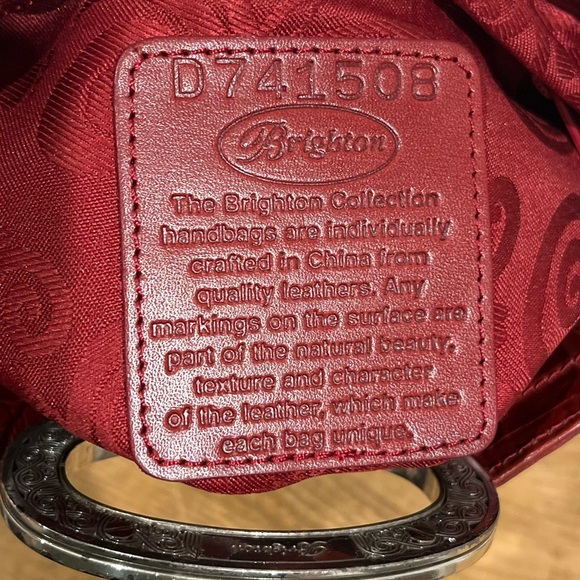 D741508
Brighton
The Brighton Collection
handbags are individually
crafted in China from
quality leathers. Any
markings on the surface are
part of the natural beauty,
texture and character
of the leather, which make
each bag unique.
Brighton